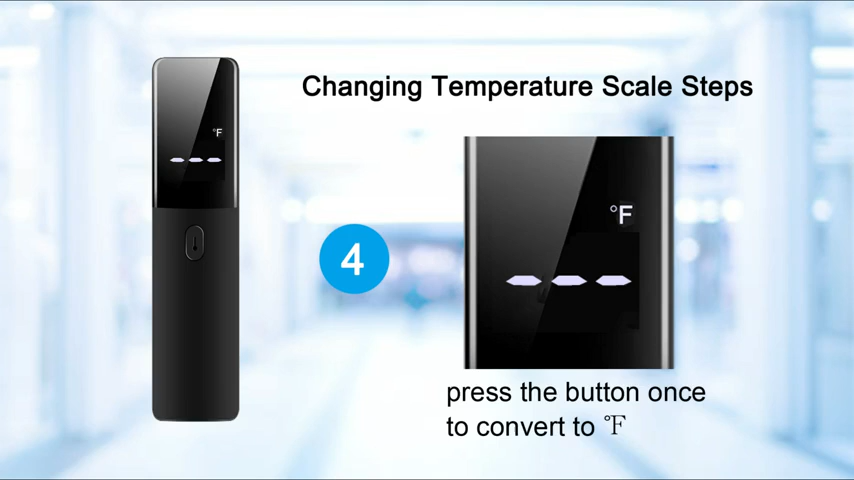 Changing Temperature Scale Steps
°F
---
4
°F
---
press the button once
to convert to ℉